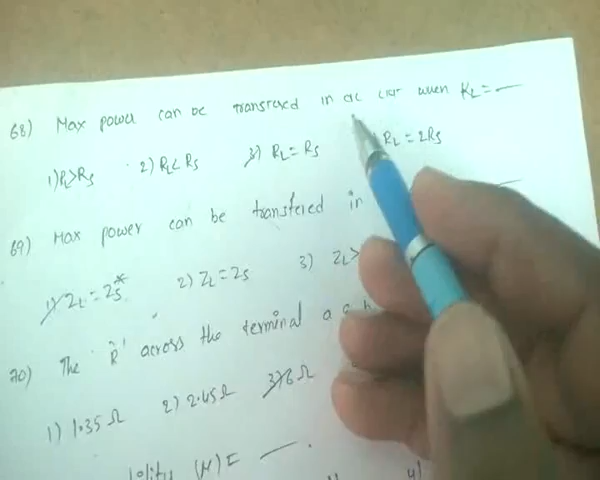 68) Max power can be transfered in dc ckt when RL = —
1) RL>RS 2) RL< RS 3) RL = RS RL = 2RS
69) Max power can be transfered in —
1) ZL = ZS* 2) ZL = ZS 3) ZL>
70) The 'R' across the terminal a
1) 1.35 Ω 2) 2.45 Ω 3) 6 Ω
(μ) = — .
4)